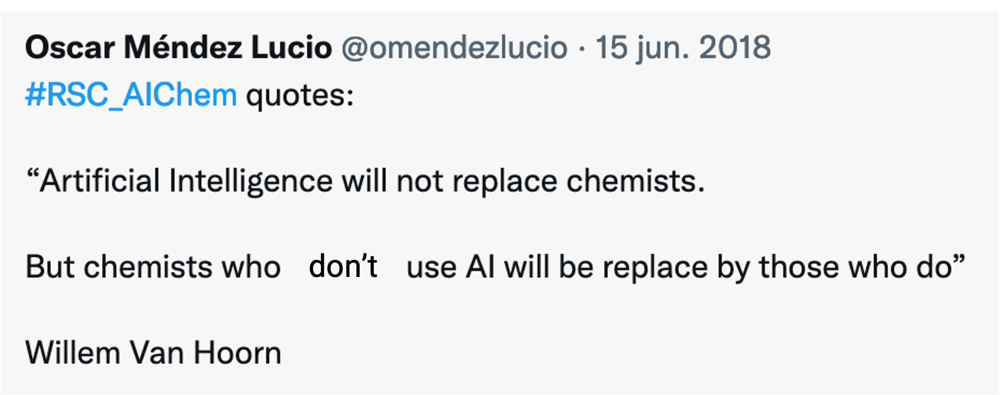 Oscar Méndez Lucio @omendezlucio · 15 jun. 2018
#RSC_AIChem quotes:
“Artificial Intelligence will not replace chemists.
But chemists who don’t use AI will be replace by those who do”
Willem Van Hoorn